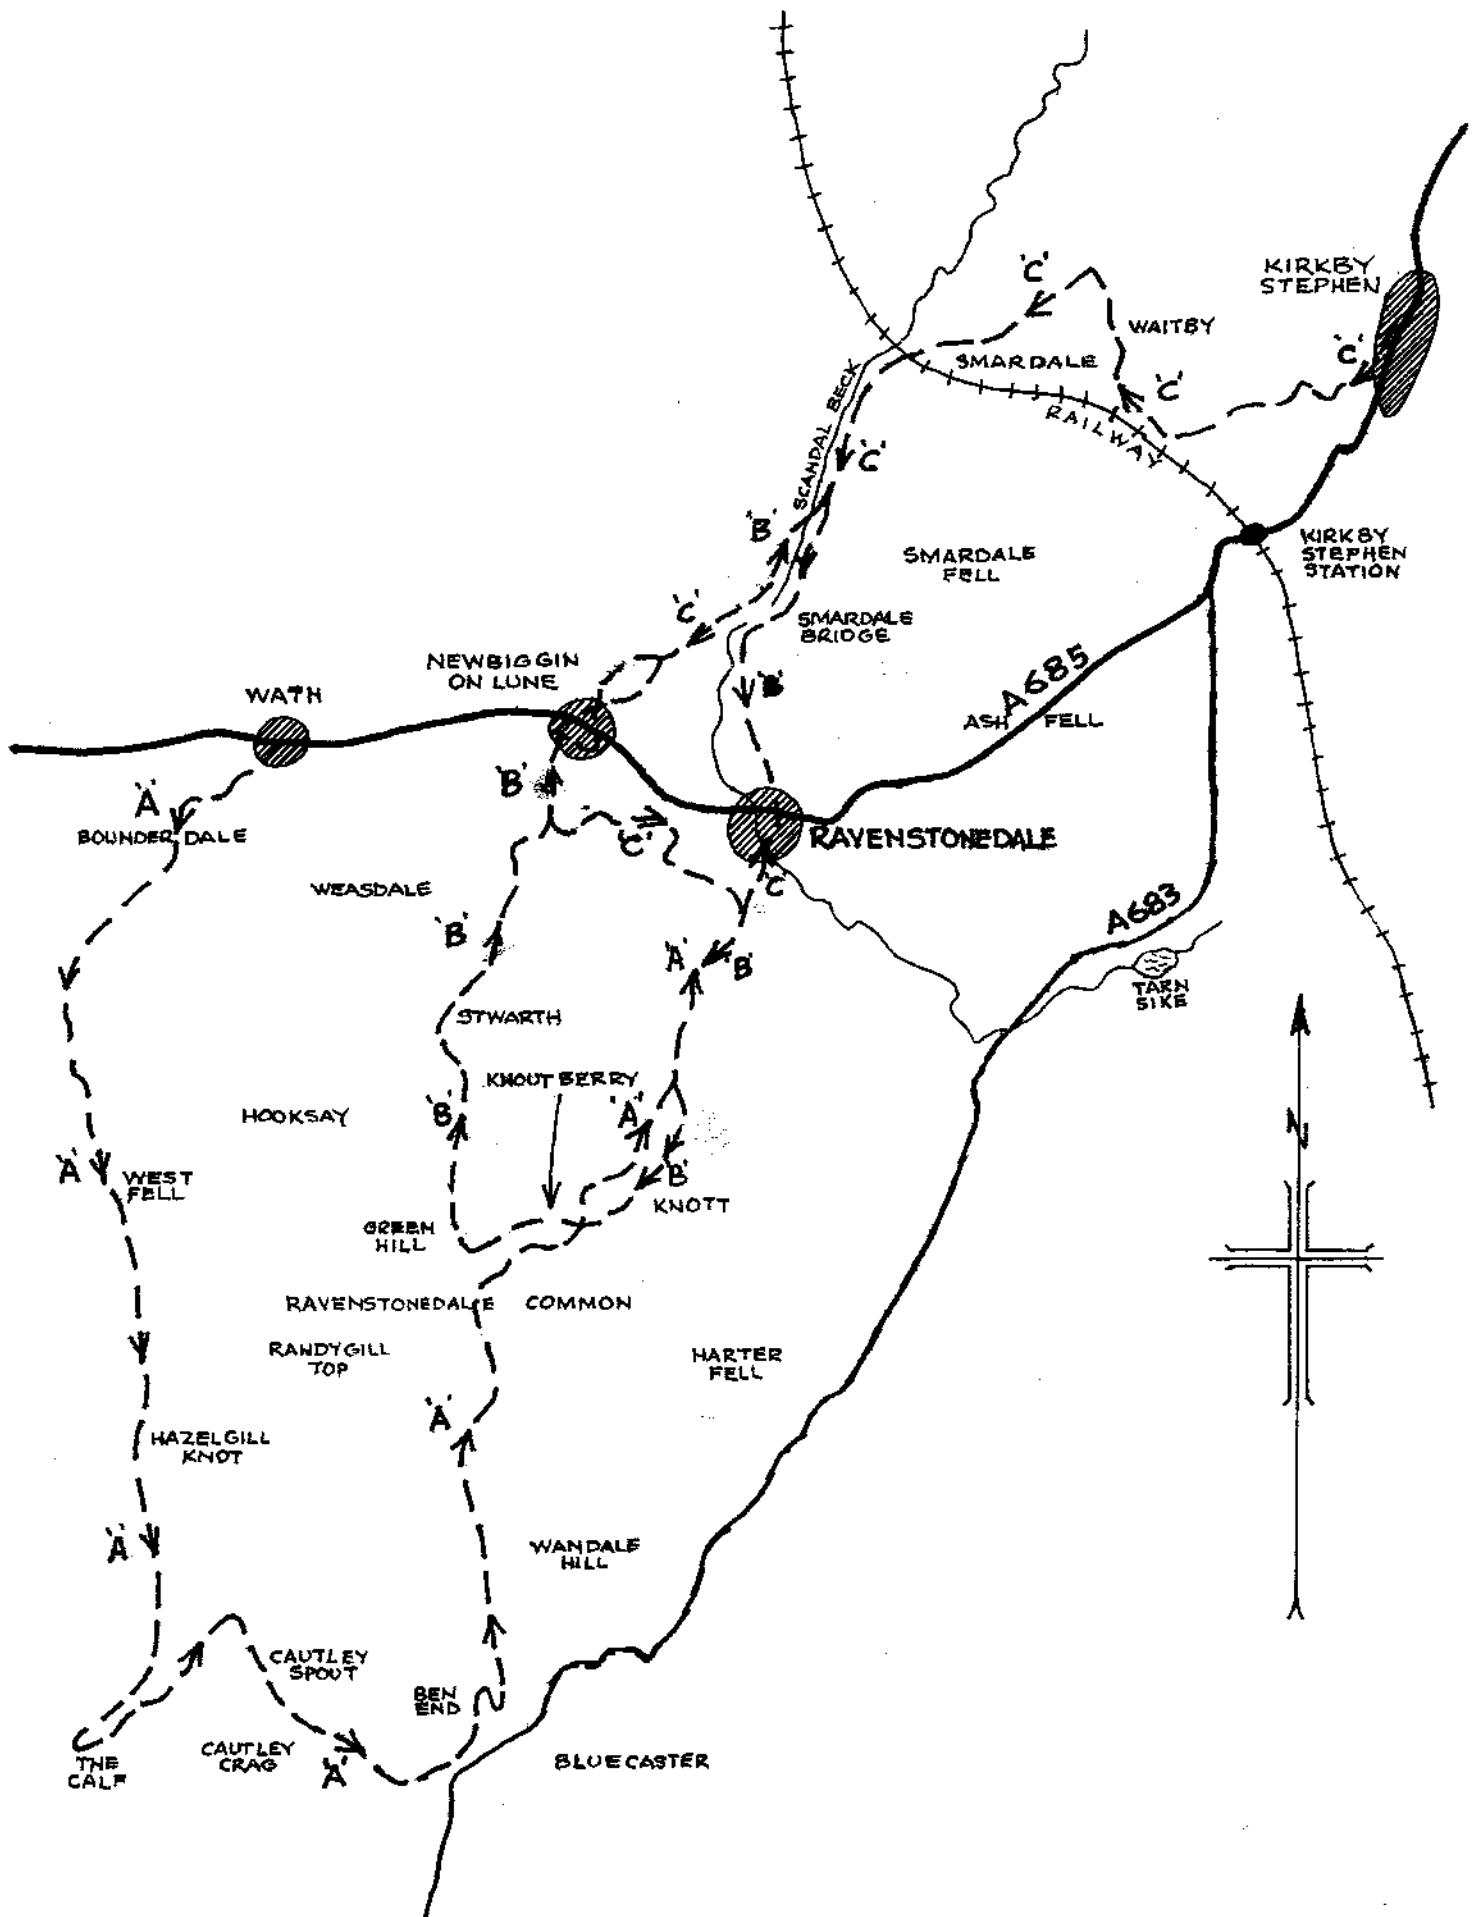 'C'
KIRKBY
STEPHEN
WAITBY
'C'
SMARDALE
'C'
RAILWAY
SCANDAL BECK
'C'
'B'
SMARDALE
FELL
KIRKBY
STEPHEN
STATION
'C'
SMARDALE
BRIDGE
NEWBIGGIN
ON LUNE
WATH
'B'
A685
ASH FELL
'B'
'A'
BOUNDERDALE
'C'
RAVENSTONEDALE
WEASDALE
'C'
A683
'B'
'A'
'B'
TARN
SIKE
STWARTH
KNOUTBERRY
HOOKSAY
'B'
'A'
N
'A'
WEST
FELL
'B'
KNOTT
GREEN
HILL
RAVENSTONEDALE COMMON
RANDYGILL
TOP
HARTER
FELL
'A'
HAZELGILL
KNOT
'A'
WANDALE
HILL
CAUTLEY
SPOUT
BEN
END
THE
CALF
CAUTLEY
CRAG
'A'
BLUECASTER